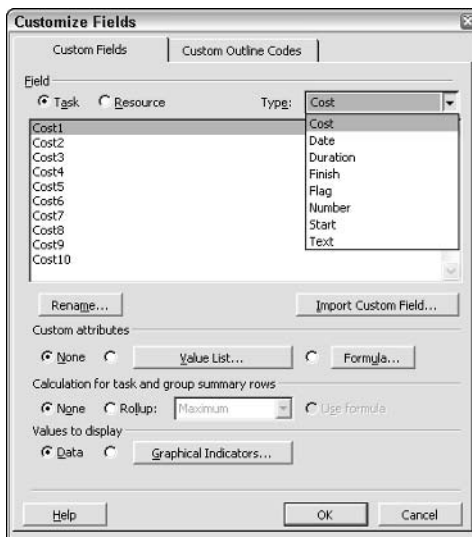 Customize Fields
Custom Fields
Custom Outline Codes
Field
Task
Resource
Type:
Cost
Cost1
Cost2
Cost3
Cost4
Cost5
Cost6
Cost7
Cost8
Cost9
Cost10
Cost
Date
Duration
Finish
Flag
Number
Start
Text
Rename...
Import Custom Field...
Custom attributes
None
Value List...
Formula...
Calculation for task and group summary rows
None
Rollup:
Maximum
Use formula
Values to display
Data
Graphical Indicators...
Help
OK
Cancel